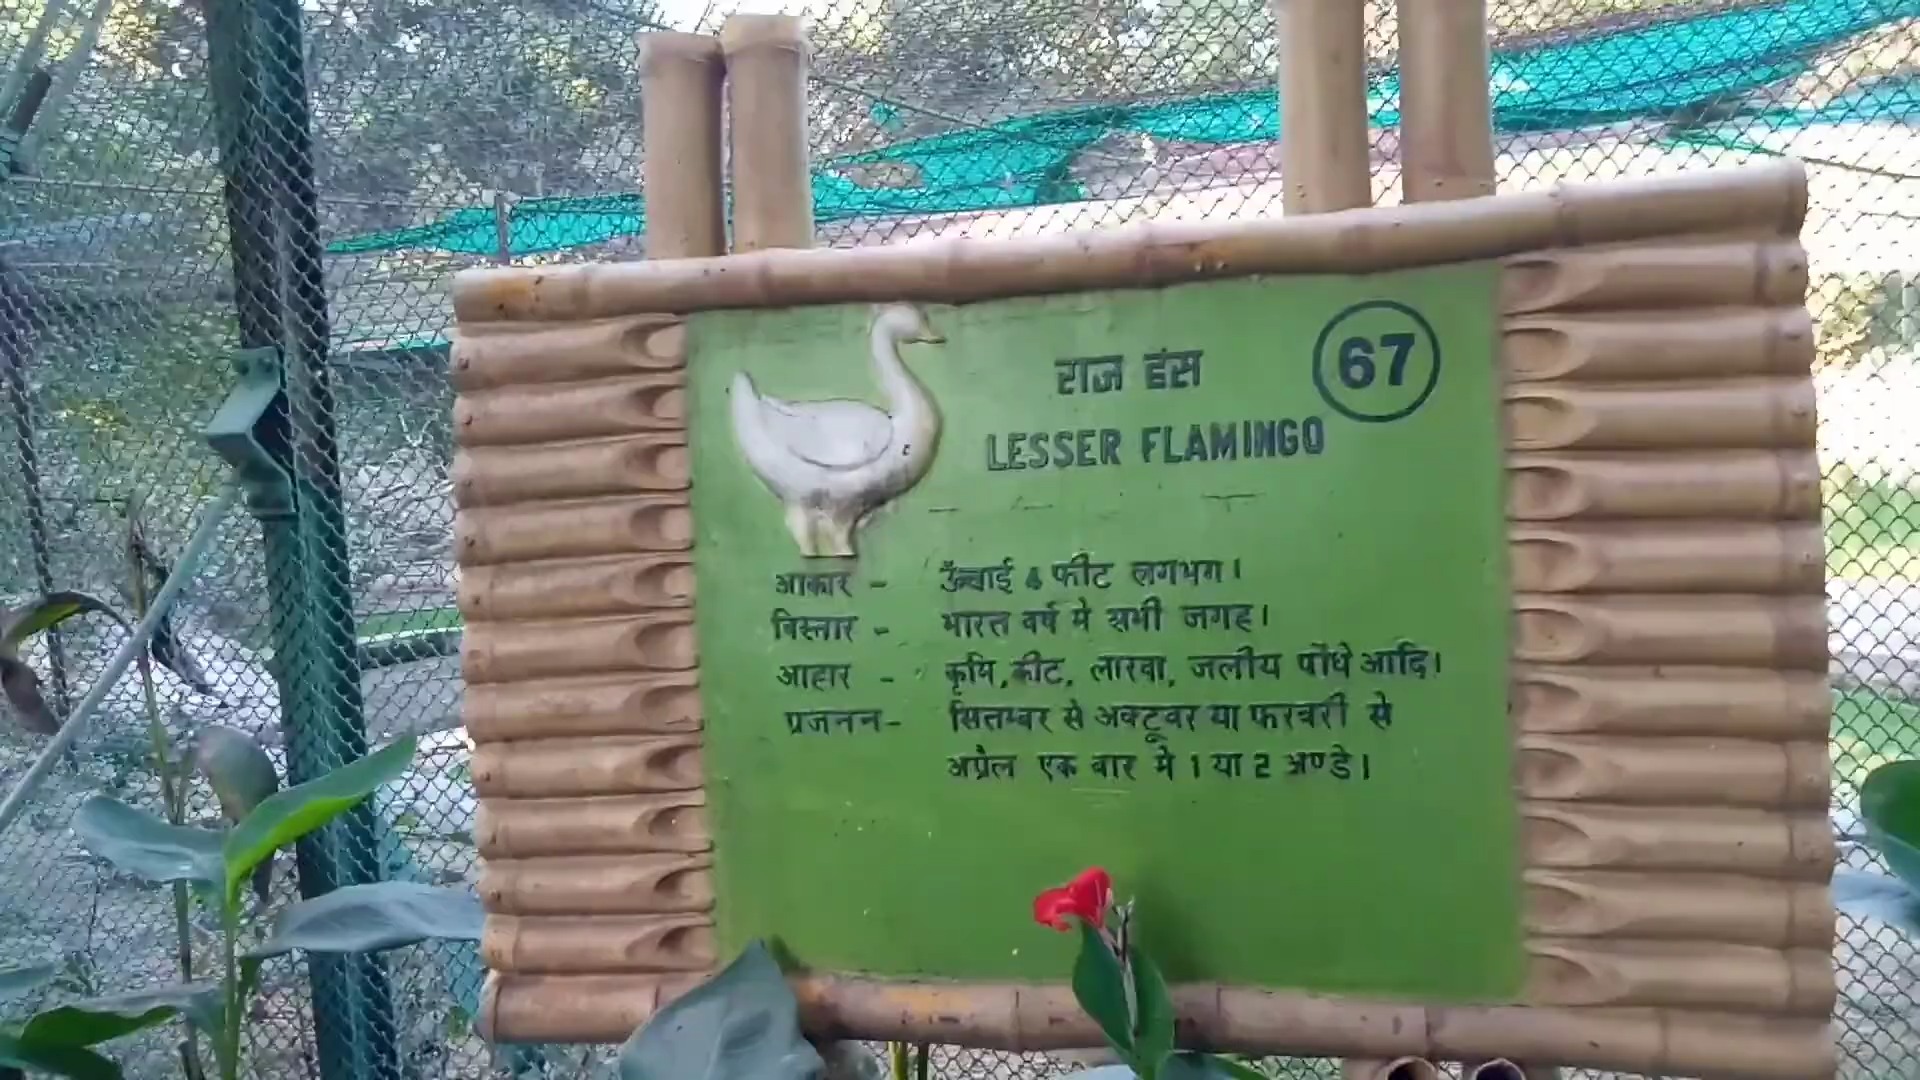 राज हंस
67
LESSER FLAMINGO
आकार - ऊँचाई 4 फीट लगभग।
विस्तार - भारत वर्ष मे सभी जगह।
आहार - कृमि, कीट, लारवा, जलीय पौंधे आदि।
प्रजनन - सितम्बर से अक्टूवर या फरवरी से
अप्रेल एक बार मे 1 या 2 अण्डे।